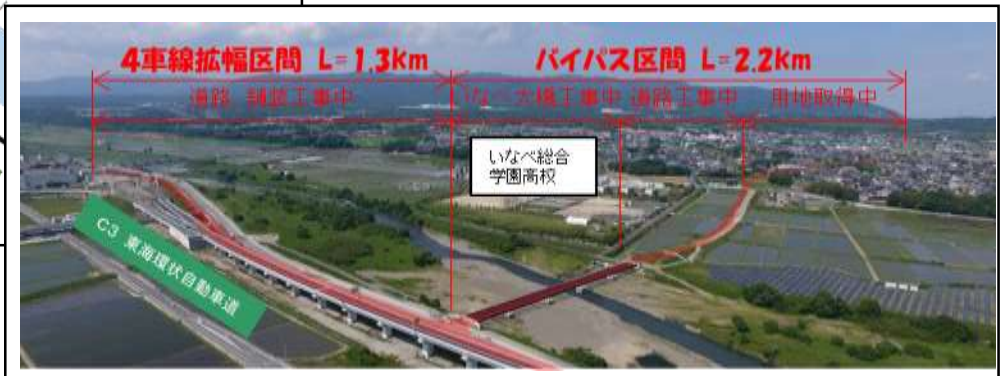 4車線拡幅区間 L=1.3km
バイパス区間 L=2.2km
道路 舗装工事中
いなべ大橋工事中
道路工事中
用地取得中
いなべ総合
学園高校
C3 東海環状自動車道